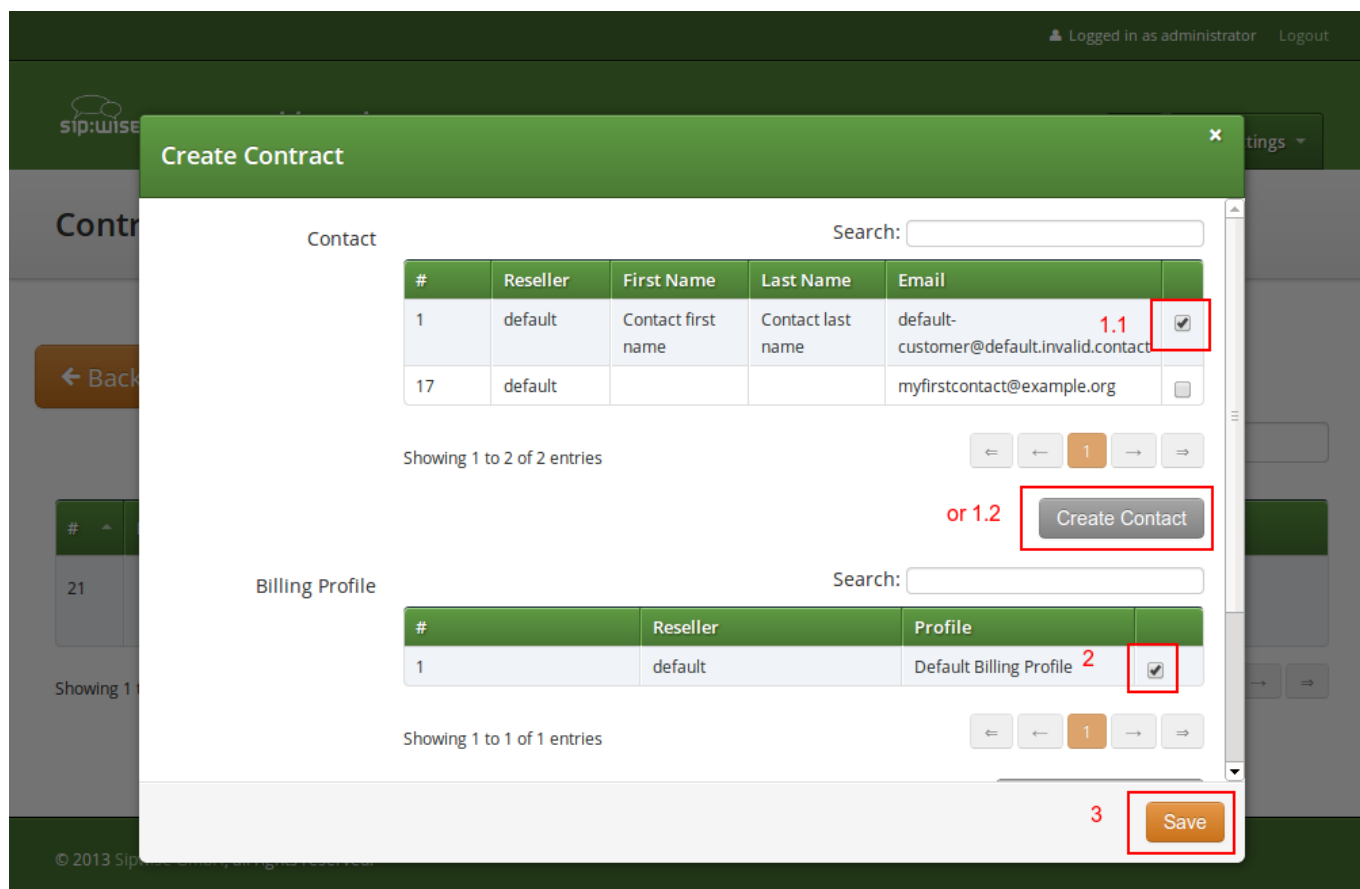 Logged in as administrator Logout
sip:wise
tings
Create Contract ×
Contr
Contact
Search:
# Reseller First Name Last Name Email
1 default Contact first name Contact last name default-customer@default.invalid.contact
1.1
17 default myfirstcontact@example.org
← Back
Showing 1 to 2 of 2 entries
⇐ ← 1 → ⇒
or 1.2
Create Contact
#
21
Billing Profile
Search:
# Reseller Profile
1 default Default Billing Profile
2
Showing 1
→ ⇒
Showing 1 to 1 of 1 entries
⇐ ← 1 → ⇒
3
Save
© 2013 Sip